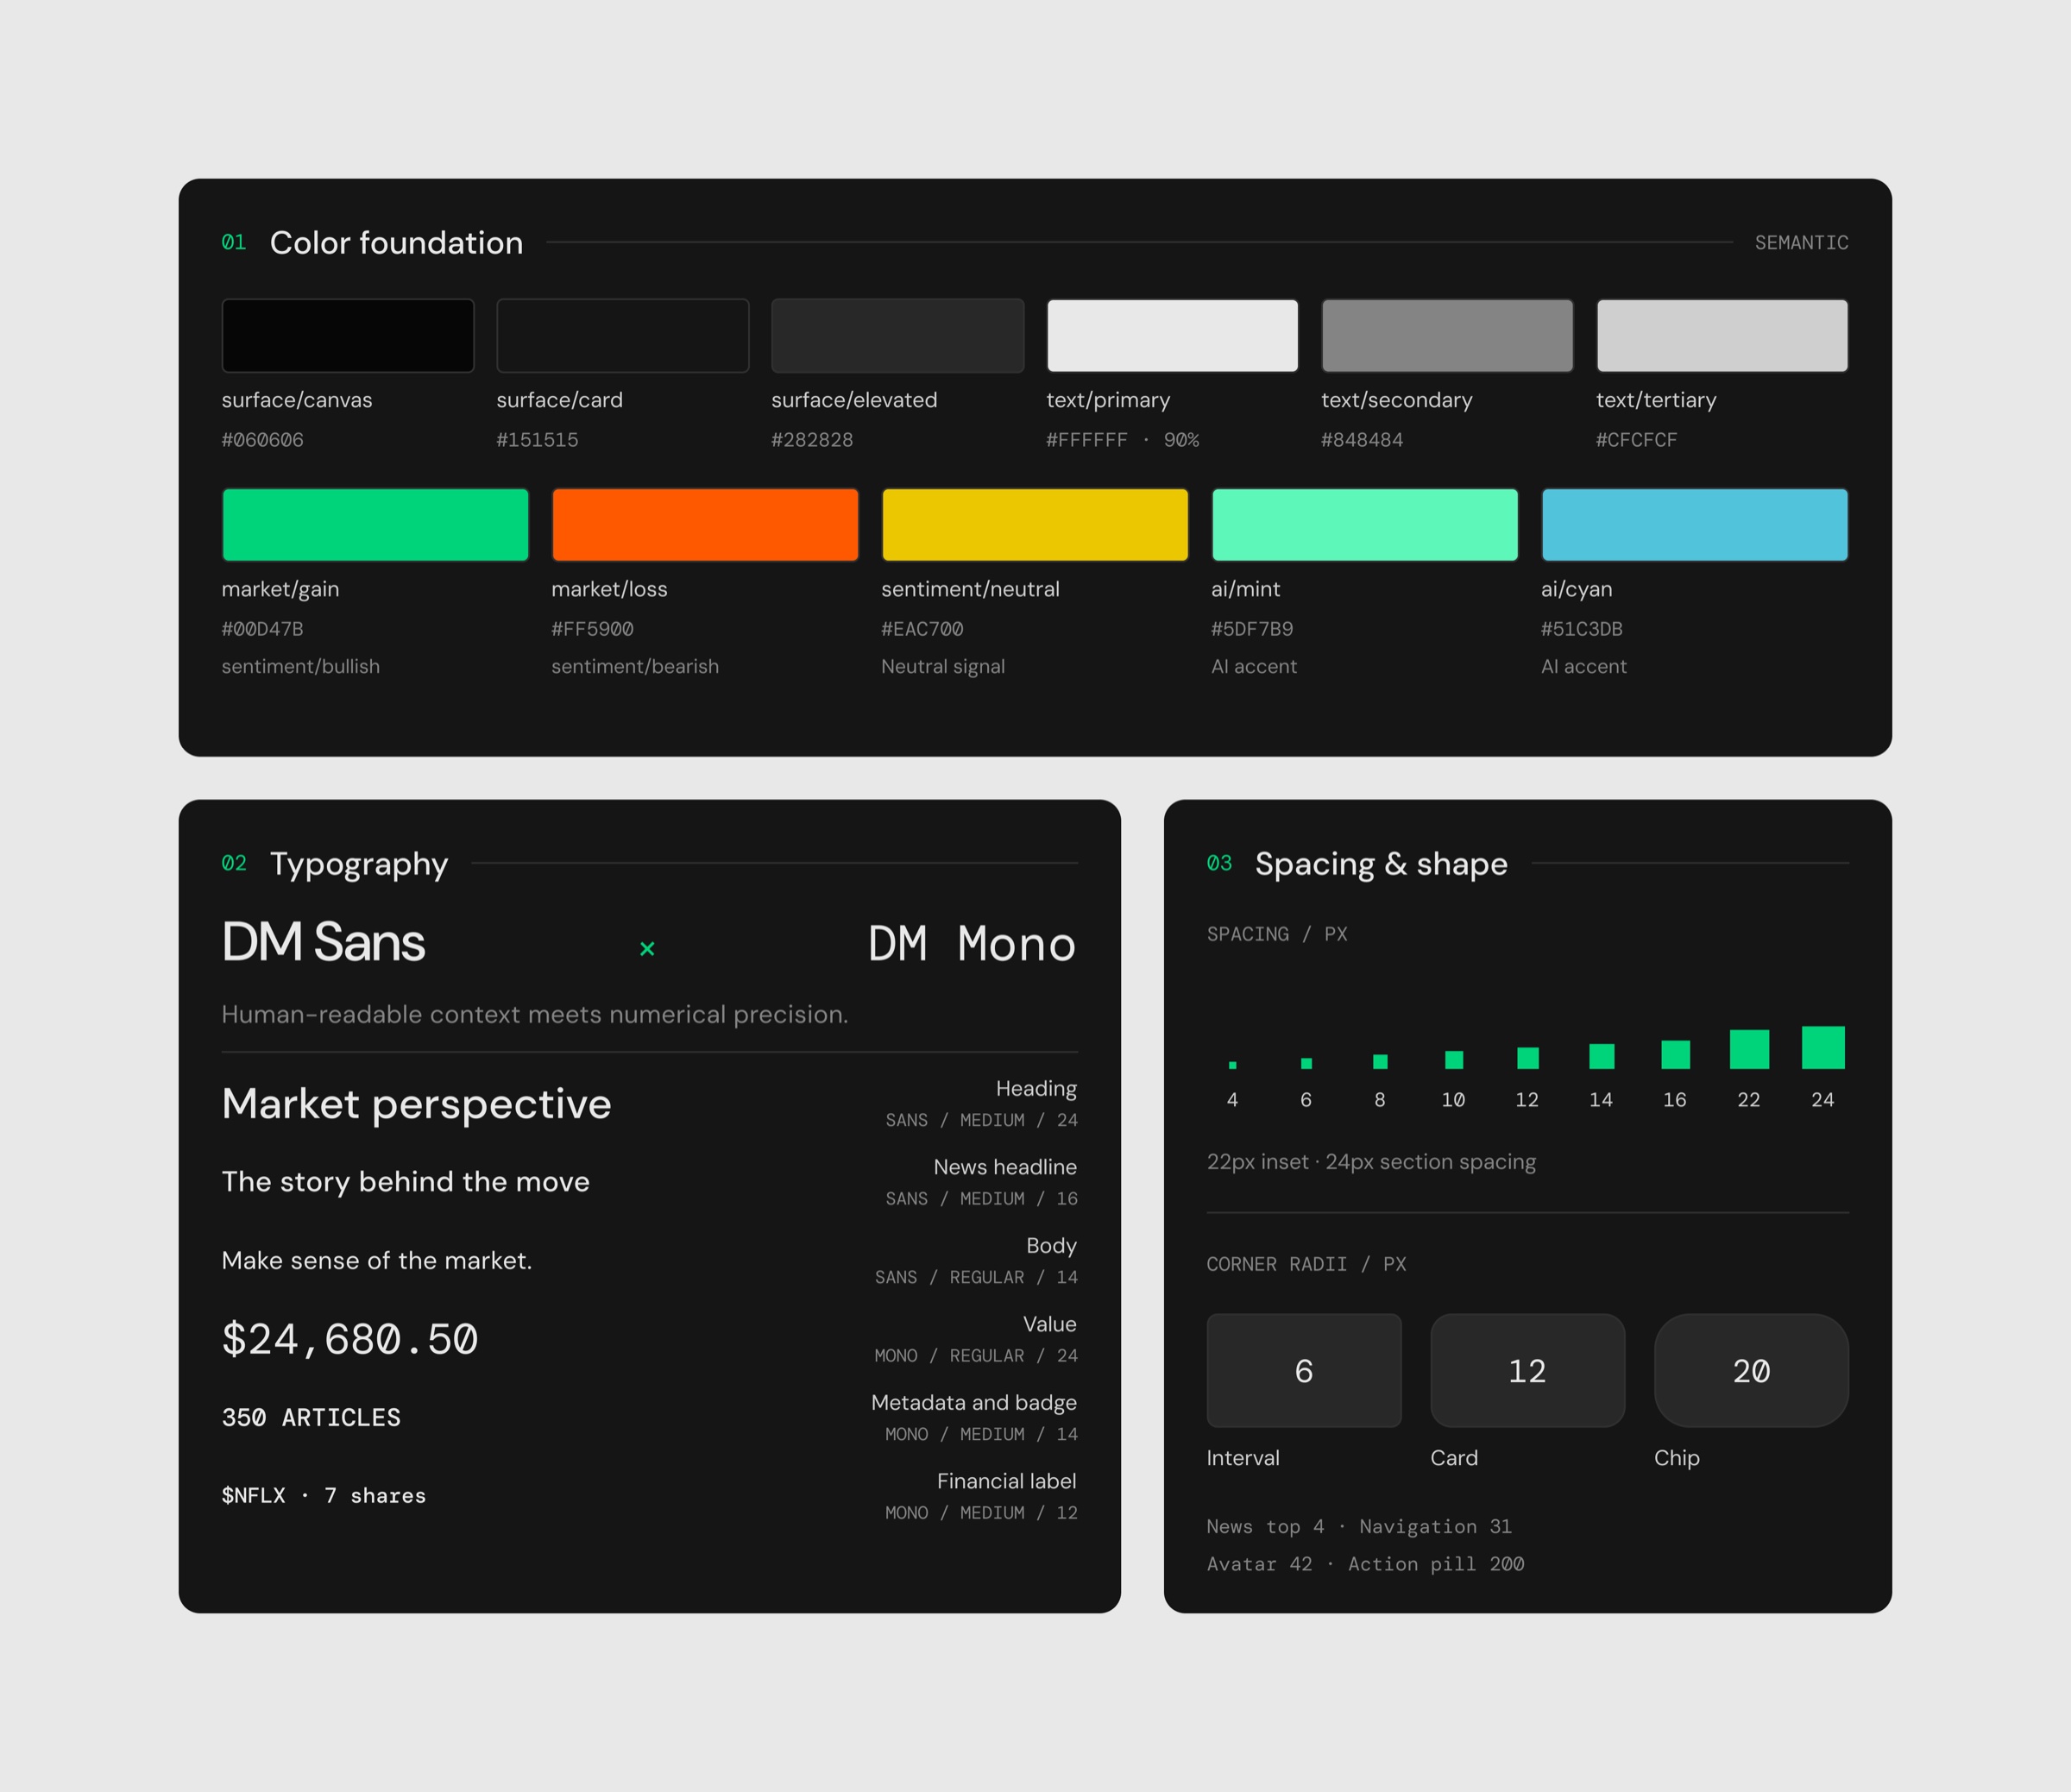 01 Color foundation SEMANTIC
surface/canvas surface/card surface/elevated text/primary text/secondary text/tertiary
#060606 #151515 #282828 #FFFFFF · 90% #848484 #CFCFCF
market/gain market/loss sentiment/neutral ai/mint ai/cyan
#00D47B #FF5900 #EAC700 #5DF7B9 #51C3DB
sentiment/bullish sentiment/bearish Neutral signal AI accent AI accent
02 Typography
DM Sans × DM Mono
Human-readable context meets numerical precision.
Market perspective
Heading
SANS / MEDIUM / 24
The story behind the move
News headline
SANS / MEDIUM / 16
Make sense of the market.
Body
SANS / REGULAR / 14
$24,680.50
Value
MONO / REGULAR / 24
350 ARTICLES
Metadata and badge
MONO / MEDIUM / 14
$NFLX · 7 shares
Financial label
MONO / MEDIUM / 12
03 Spacing & shape
SPACING / PX
4 6 8 10 12 14 16 22 24
22px inset · 24px section spacing
CORNER RADII / PX
6 12 20
Interval Card Chip
News top 4 · Navigation 31
Avatar 42 · Action pill 200